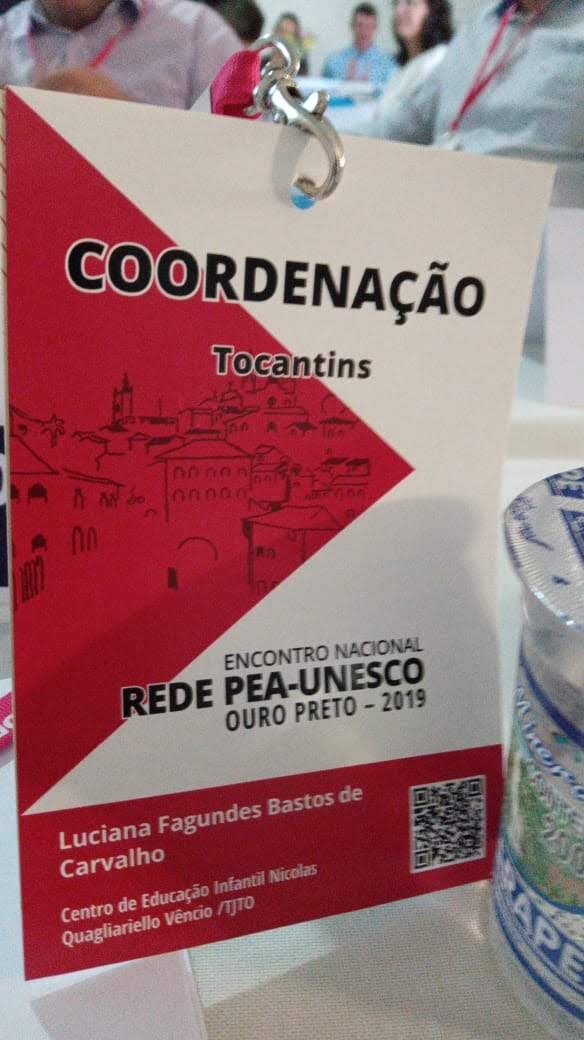 COORDENAÇÃO
Tocantins
ENCONTRO NACIONAL
REDE PEA-UNESCO
OURO PRETO – 2019
Luciana Fagundes Bastos de
Carvalho
Centro de Educação Infantil Nicolas
Quagliariello Vêncio /TJTO